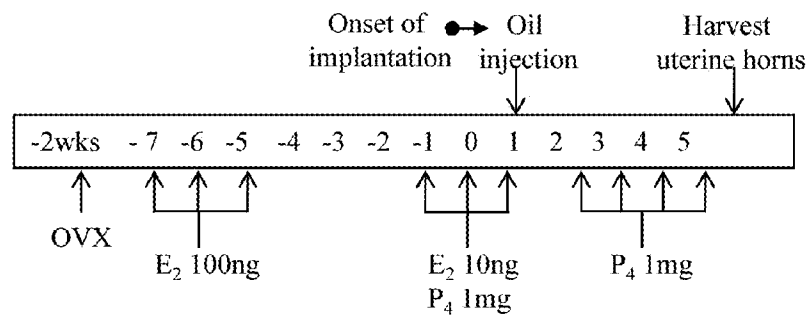 Onset of implantation
Oil injection
Harvest uterine horns
-2wks - 7 -6 -5 -4 -3 -2 -1 0 1 2 3 4 5
OVX
E₂ 100ng
E₂ 10ng
P₄ 1mg
P₄ 1mg